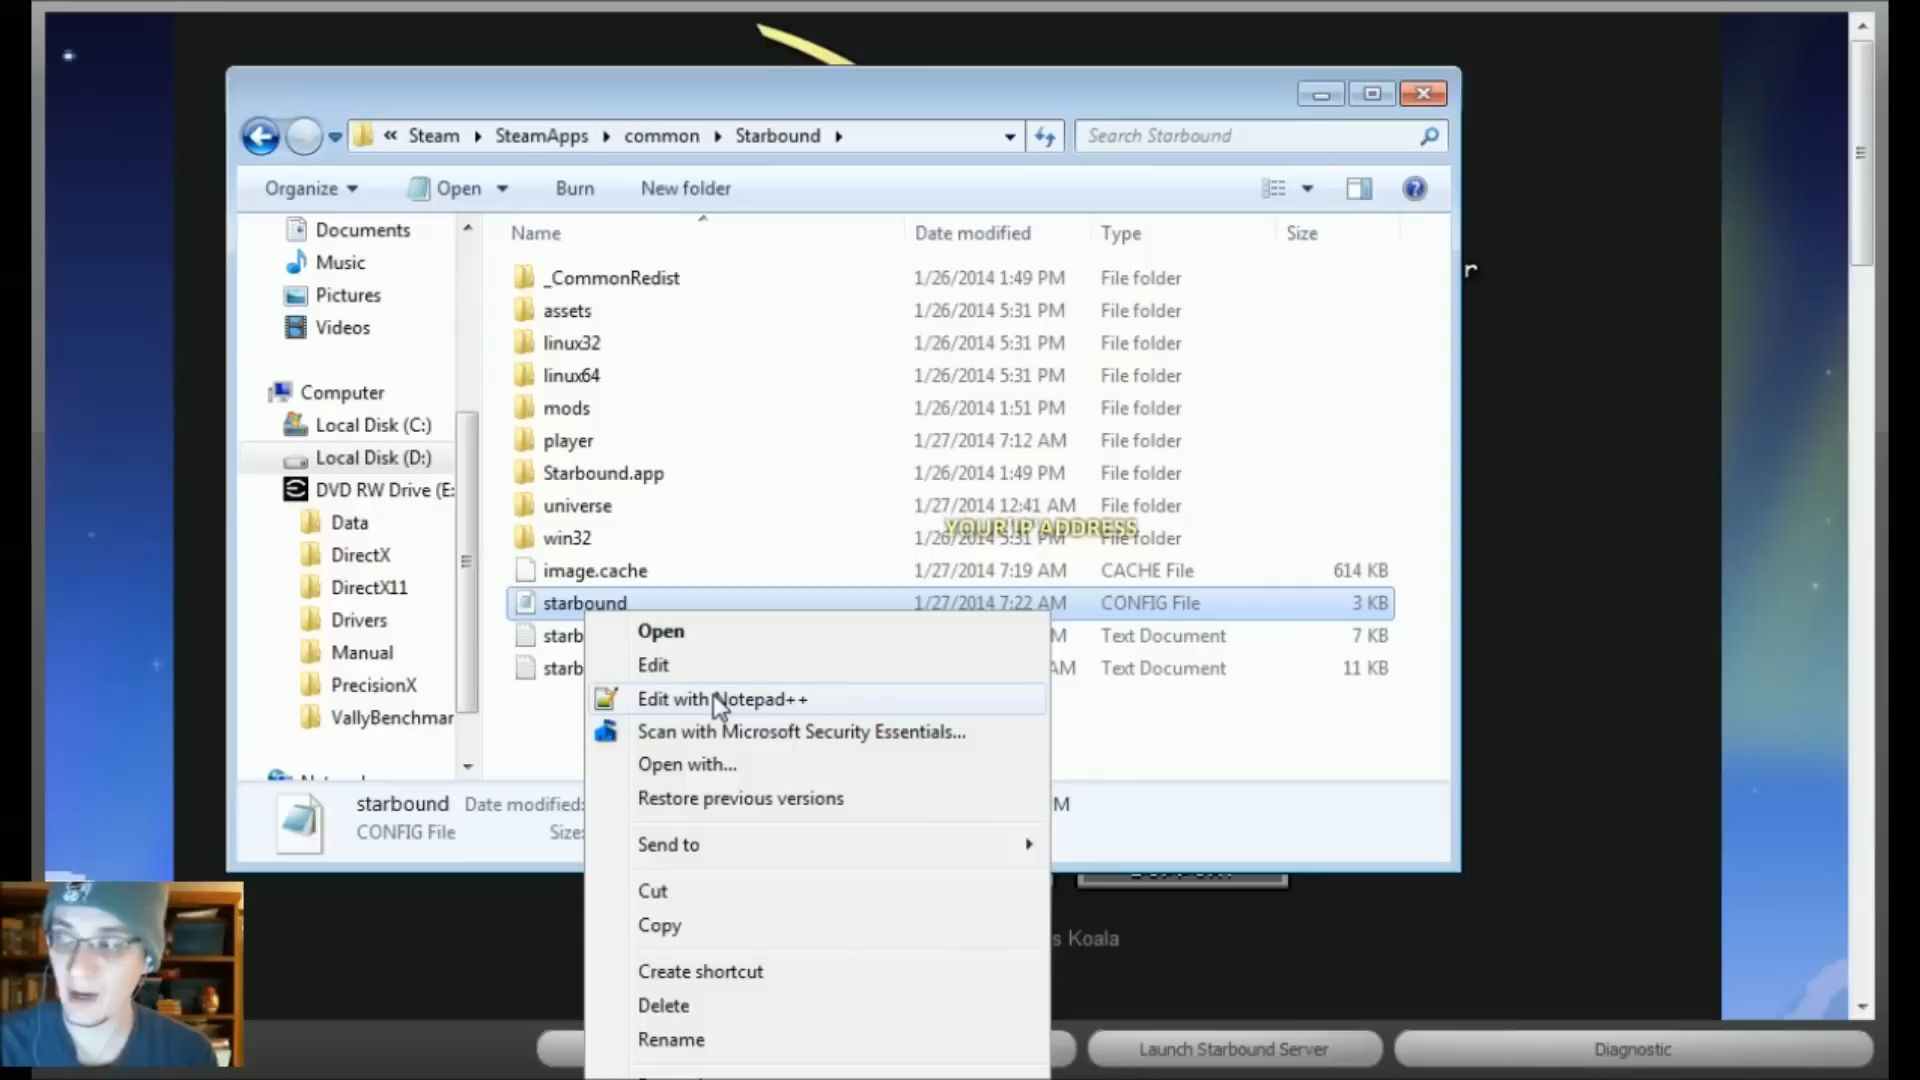 « Steam ▸ SteamApps ▸ common ▸ Starbound ▸
Search Starbound
Organize
Open
Burn
New folder
Name
Date modified
Type
Size
Documents
Music
Pictures
Videos
Computer
Local Disk (C:)
Local Disk (D:)
DVD RW Drive (E:
Data
DirectX
DirectX11
Drivers
Manual
PrecisionX
VallyBenchmar
_CommonRedist 1/26/2014 1:49 PM File folder
assets 1/26/2014 5:31 PM File folder
linux32 1/26/2014 5:31 PM File folder
linux64 1/26/2014 5:31 PM File folder
mods 1/26/2014 1:51 PM File folder
player 1/27/2014 7:12 AM File folder
Starbound.app 1/26/2014 1:49 PM File folder
universe 1/27/2014 12:41 AM File folder
YOUR IP ADDRESS
win32 1/26/2014 5:31 PM File folder
image.cache 1/27/2014 7:19 AM CACHE File 614 KB
starbound 1/27/2014 7:22 AM CONFIG File 3 KB
starb M Text Document 7 KB
starb AM Text Document 11 KB
r
Open
Edit
Edit with Notepad++
Scan with Microsoft Security Essentials...
Open with...
Restore previous versions
Send to
Cut
Copy
Create shortcut
Delete
Rename
starbound Date modified: M
CONFIG File Size:
s Koala
Launch Starbound Server
Diagnostic